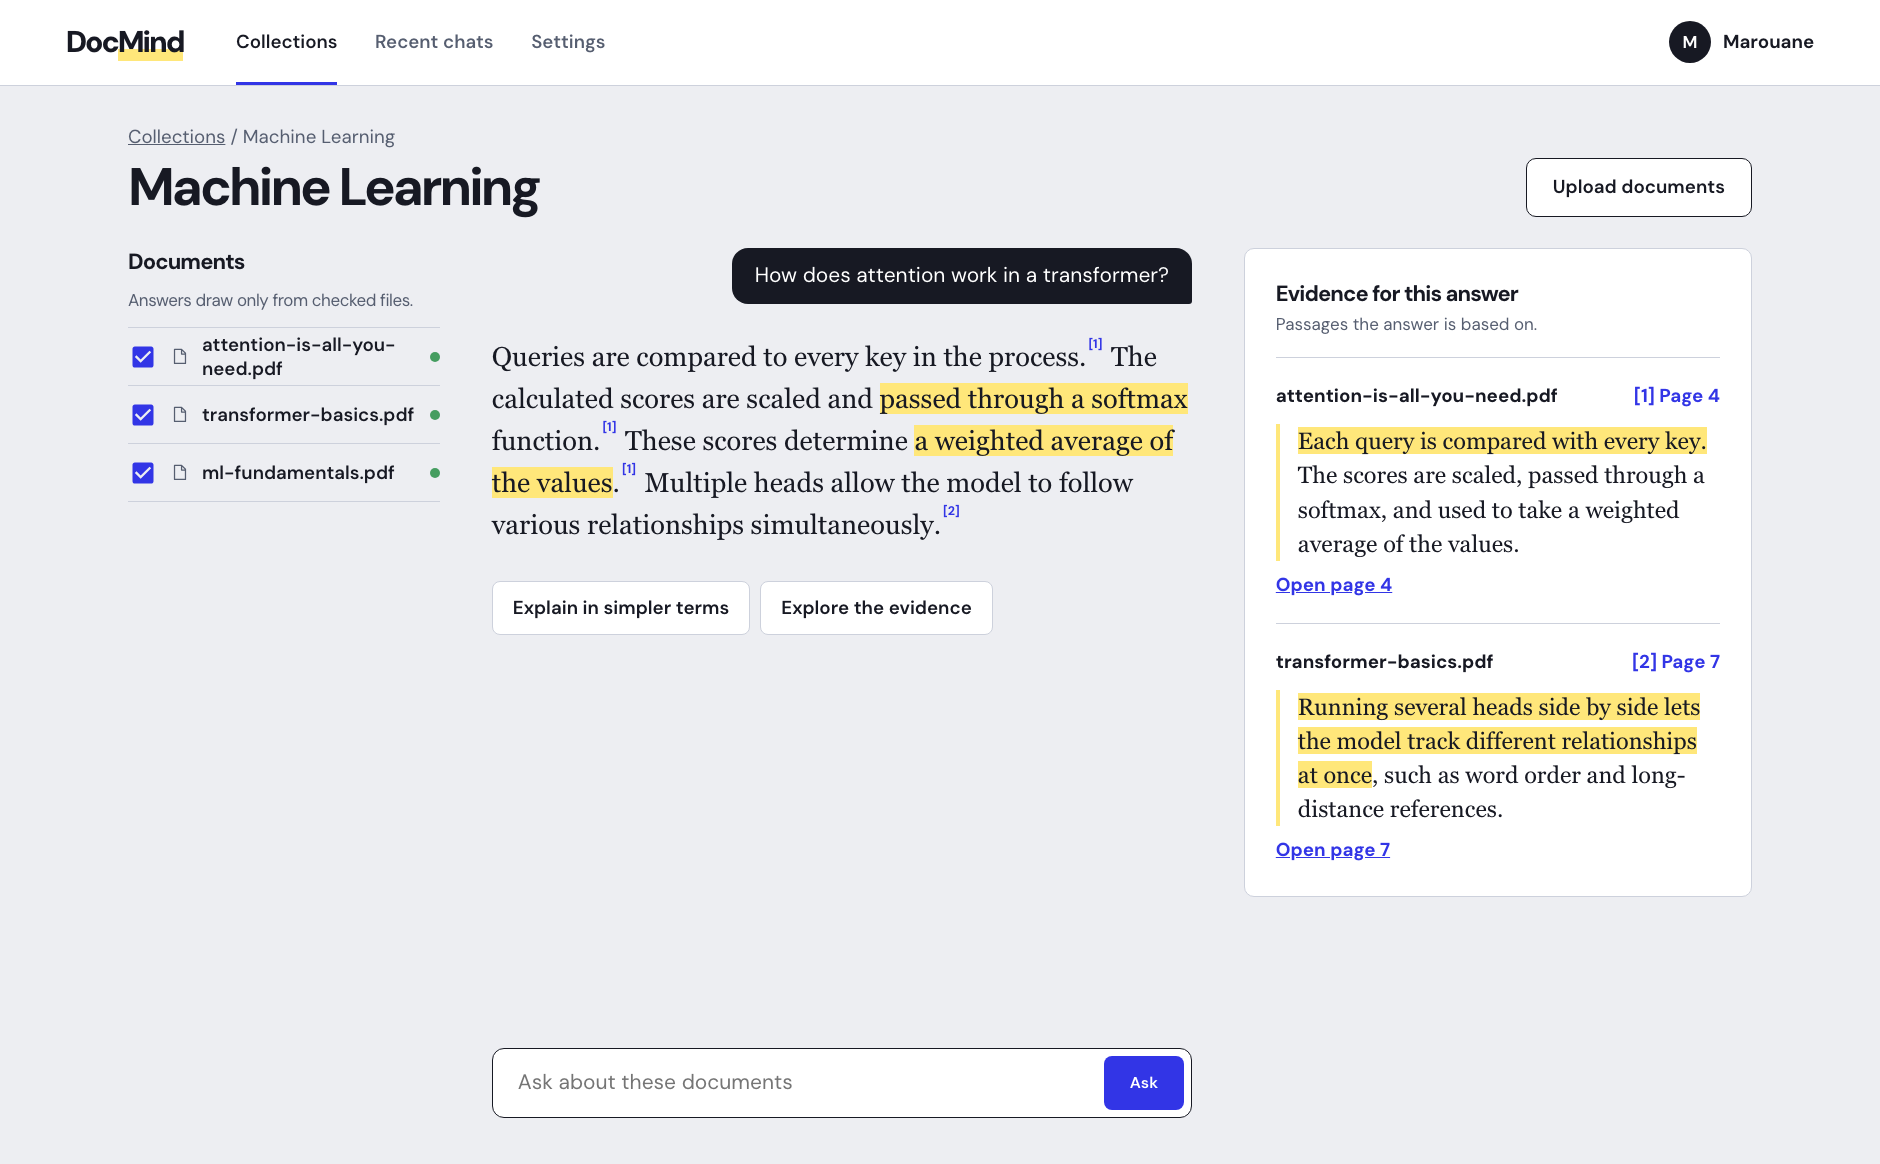 DocMind
Collections
Recent chats
Settings
M
Marouane
Collections / Machine Learning
Machine Learning
Upload documents
Documents
Answers draw only from checked files.
attention-is-all-you-
need.pdf
transformer-basics.pdf
ml-fundamentals.pdf
How does attention work in a transformer?
Queries are compared to every key in the process.[1] The
calculated scores are scaled and passed through a softmax
function.[1] These scores determine a weighted average of
the values.[1] Multiple heads allow the model to follow
various relationships simultaneously.[2]
Explain in simpler terms
Explore the evidence
Ask about these documents
Ask
Evidence for this answer
Passages the answer is based on.
attention-is-all-you-need.pdf
[1] Page 4
Each query is compared with every key.
The scores are scaled, passed through a
softmax, and used to take a weighted
average of the values.
Open page 4
transformer-basics.pdf
[2] Page 7
Running several heads side by side lets
the model track different relationships
at once, such as word order and long-
distance references.
Open page 7